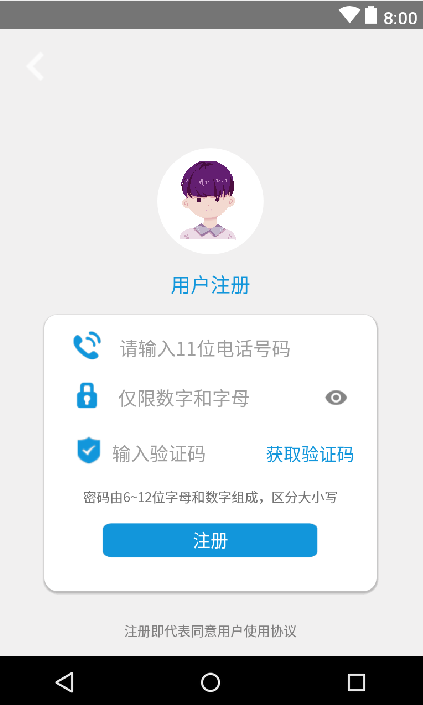 8:00
用户注册
请输入11位电话号码
仅限数字和字母
输入验证码 获取验证码
密码由6~12位字母和数字组成，区分大小写
注册
注册即代表同意用户使用协议